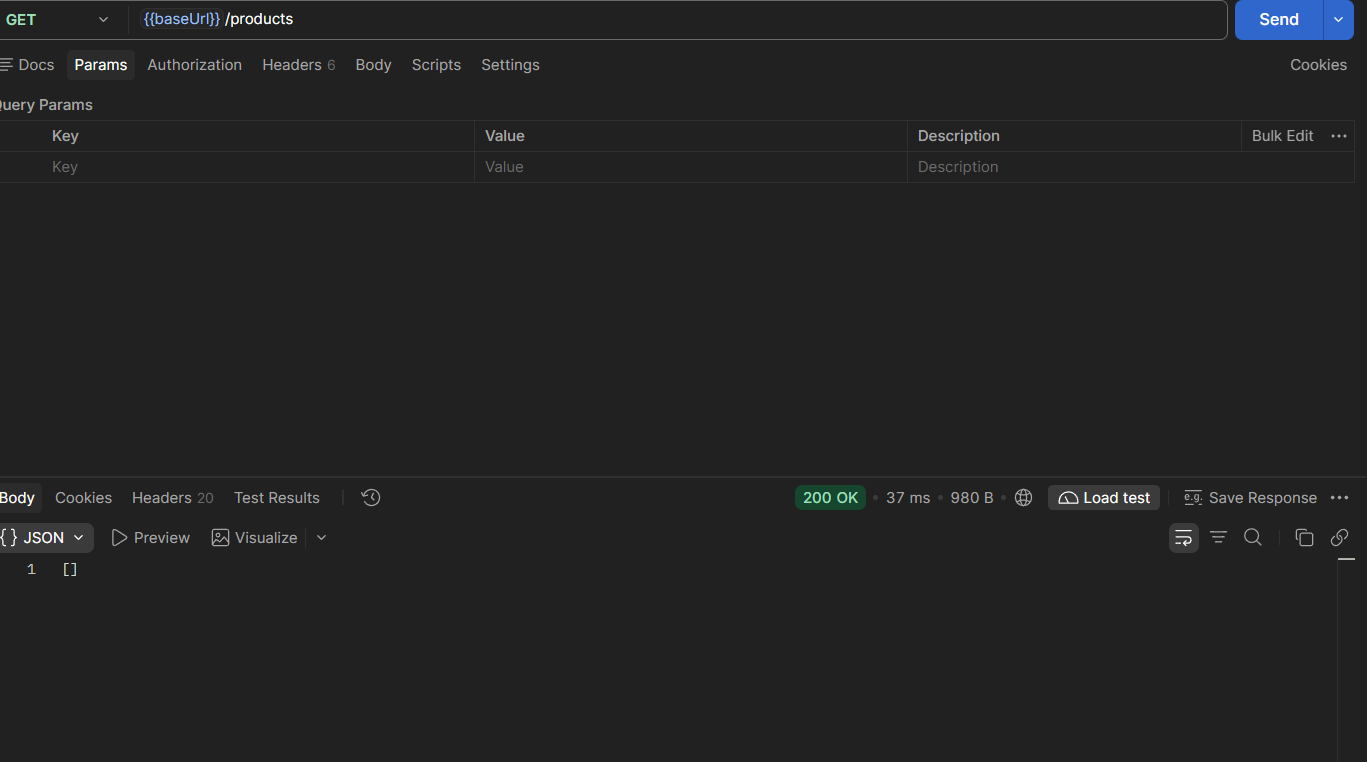 GET {{baseUrl}} /products Send
Docs Params Authorization Headers 6 Body Scripts Settings Cookies
Query Params
Key Value Description Bulk Edit
Key Value Description
Body Cookies Headers 20 Test Results 200 OK 37 ms 980 B Load test e.g. Save Response
{} JSON Preview Visualize
1 []